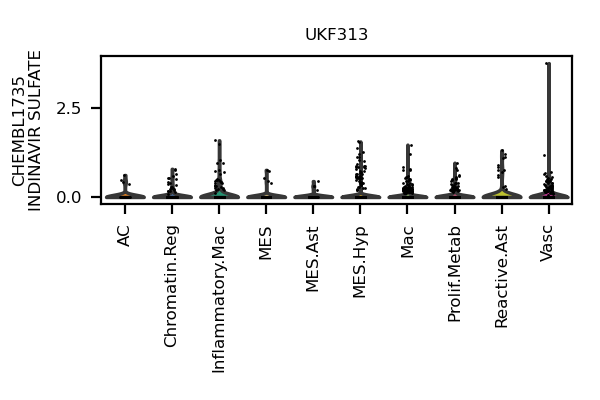 UKF313
CHEMBL1735
INDINAVIR SULFATE
2.5
0.0
AC
Chromatin.Reg
Inflammatory.Mac
MES
MES.Ast
MES.Hyp
Mac
Prolif.Metab
Reactive.Ast
Vasc